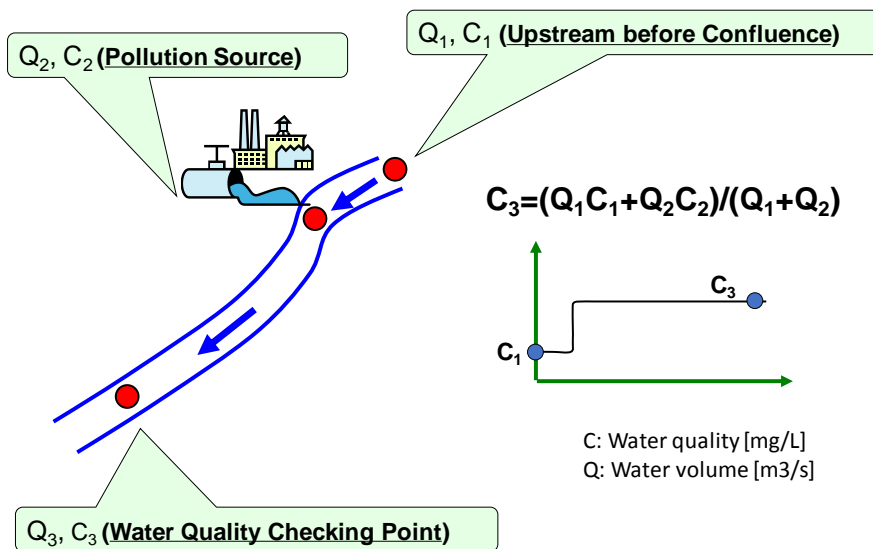 Q₁, C₁ (Upstream before Confluence)
Q₂, C₂ (Pollution Source)
C₃=(Q₁C₁+Q₂C₂)/(Q₁+Q₂)
C₃
C₁
C: Water quality [mg/L]
Q: Water volume [m3/s]
Q₃, C₃ (Water Quality Checking Point)